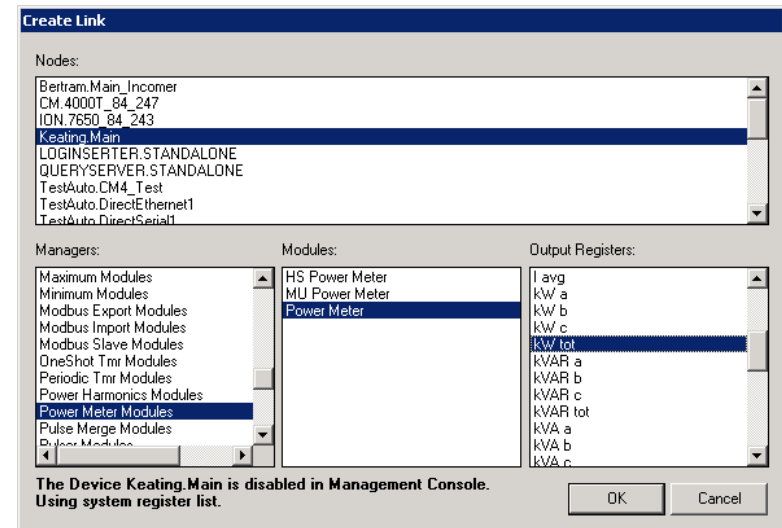 Create Link
Nodes:
Bertram.Main_Incomer
CM.4000T_84_247
ION.7650_84_243
Keating.Main
LOGINSERTER.STANDALONE
QUERYSERVER.STANDALONE
TestAuto.CM4_Test
TestAuto.DirectEthernet1
TestAuto.DirectSerial1
Managers:
Maximum Modules
Minimum Modules
Modbus Export Modules
Modbus Import Modules
Modbus Slave Modules
OneShot Tmr Modules
Periodic Tmr Modules
Power Harmonics Modules
Power Meter Modules
Pulse Merge Modules
Pulser Modules
Modules:
HS Power Meter
MU Power Meter
Power Meter
Output Registers:
I avg
kW a
kW b
kW c
kW tot
kVAR a
kVAR b
kVAR c
kVAR tot
kVA a
kVA b
kVA c
The Device Keating.Main is disabled in Management Console.
Using system register list.
OK
Cancel